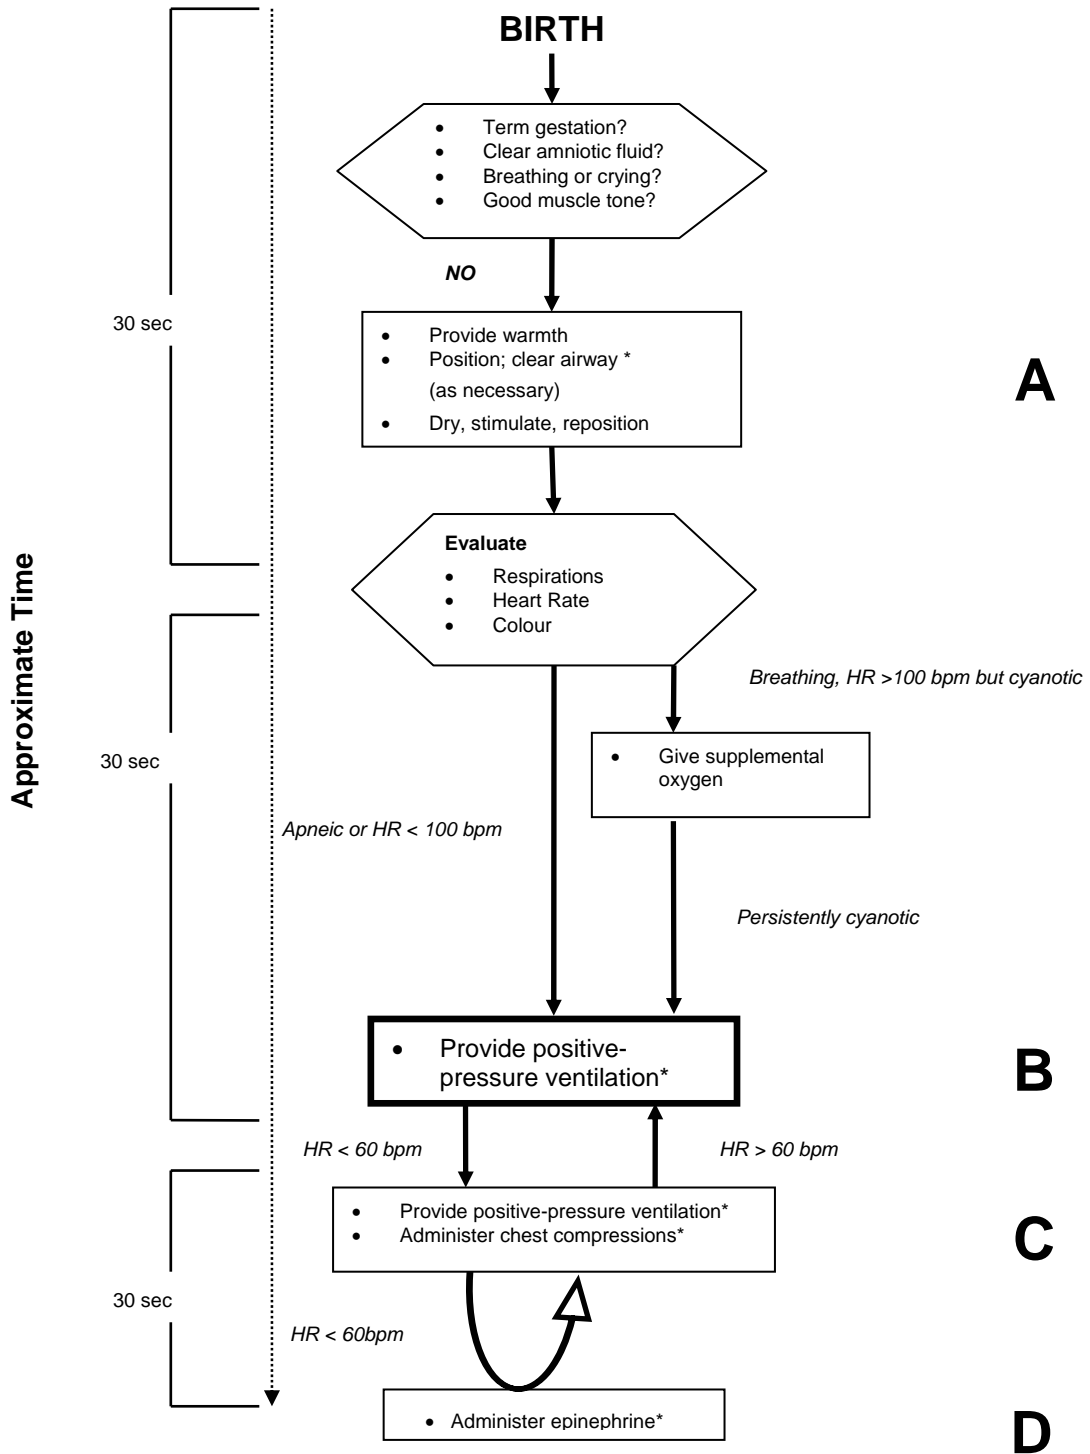 BIRTH
• Term gestation?
• Clear amniotic fluid?
• Breathing or crying?
• Good muscle tone?
NO
30 sec
• Provide warmth
• Position; clear airway *
(as necessary)
• Dry, stimulate, reposition
A
Approximate Time
Evaluate
• Respirations
• Heart Rate
• Colour
Breathing, HR >100 bpm but cyanotic
30 sec
• Give supplemental
oxygen
Apneic or HR < 100 bpm
Persistently cyanotic
• Provide positive-
pressure ventilation*
B
HR < 60 bpm
HR > 60 bpm
• Provide positive-pressure ventilation*
• Administer chest compressions*
C
30 sec
HR < 60bpm
• Administer epinephrine*
D